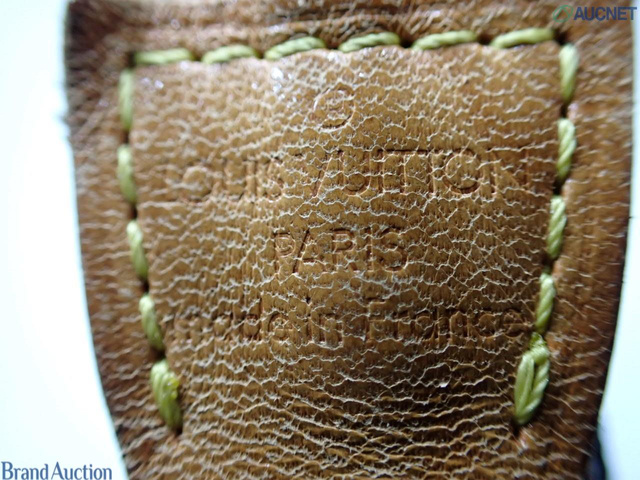 AUCNET
®
LOUIS VUITTON
PARIS
made in France
Brand Auction